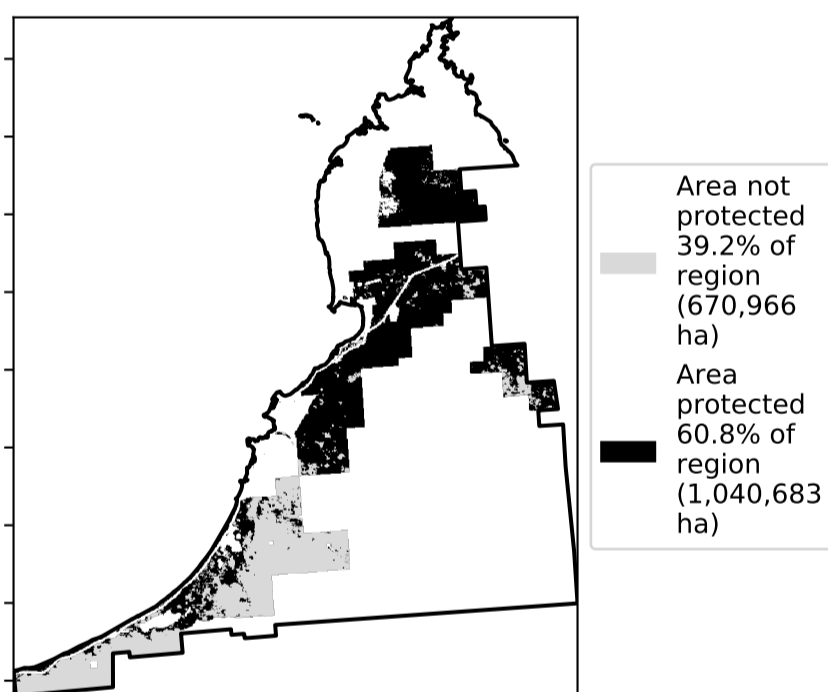 Area not
protected
39.2% of
region
(670,966
ha)
Area
protected
60.8% of
region
(1,040,683
ha)